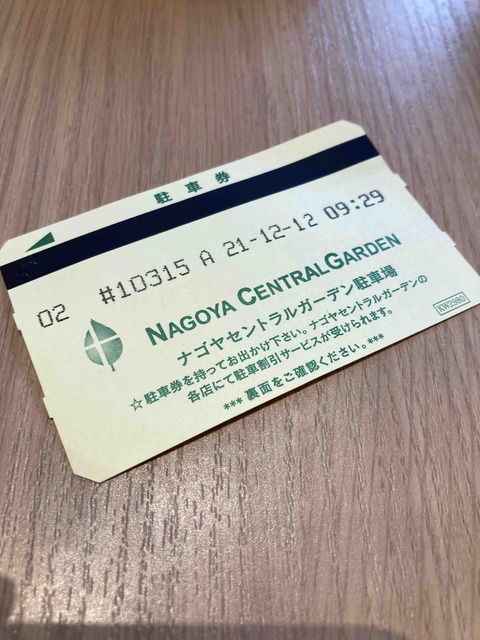 駐車券
02 #10315 A 21-12-12 09:29
NAGOYA CENTRALGARDEN
ナゴヤセントラルガーデン駐車場
☆駐車券を持ってお出かけ下さい。ナゴヤセントラルガーデンの
各店にて駐車割引サービスが受けられます。
*** 裏面をご確認ください。***
KW2980